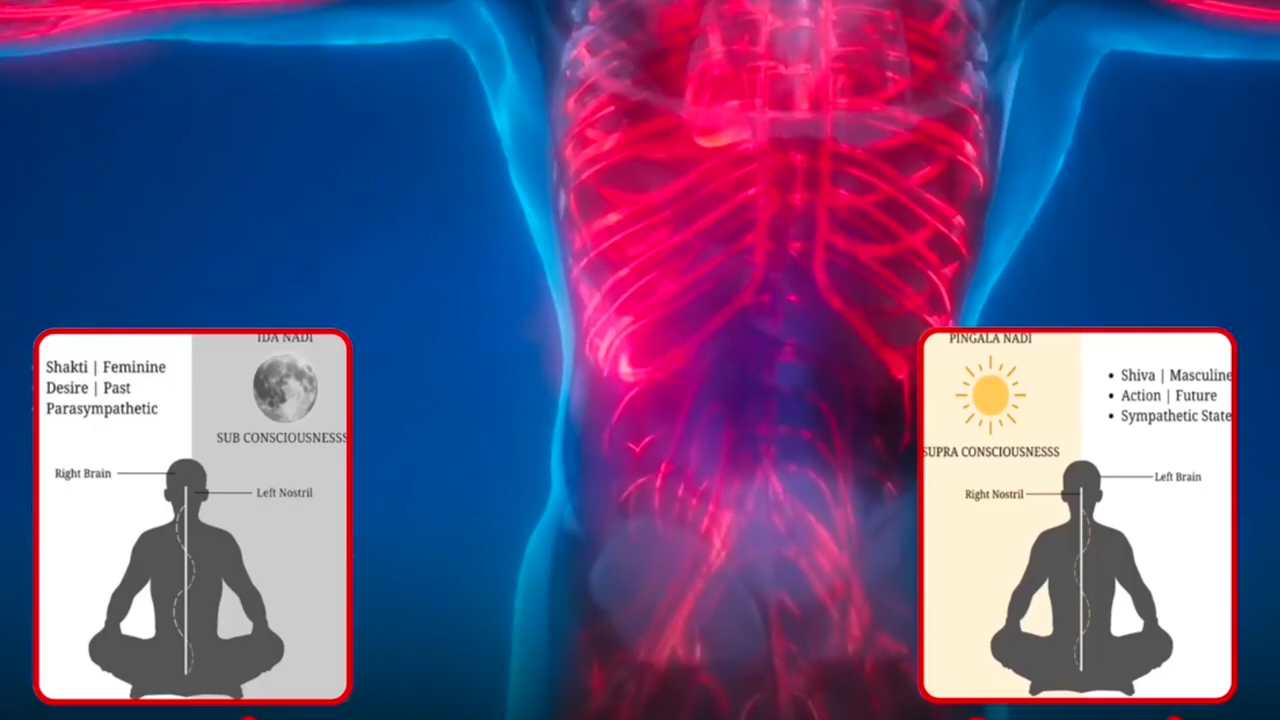 IDA NADI
Shakti | Feminine
Desire | Past
Parasympathetic
SUB CONSCIOUSNESSS
Right Brain
Left Nostril
PINGALA NADI
• Shiva | Masculine
• Action | Future
• Sympathetic State
SUPRA CONSCIOUSNESSS
Left Brain
Right Nostril